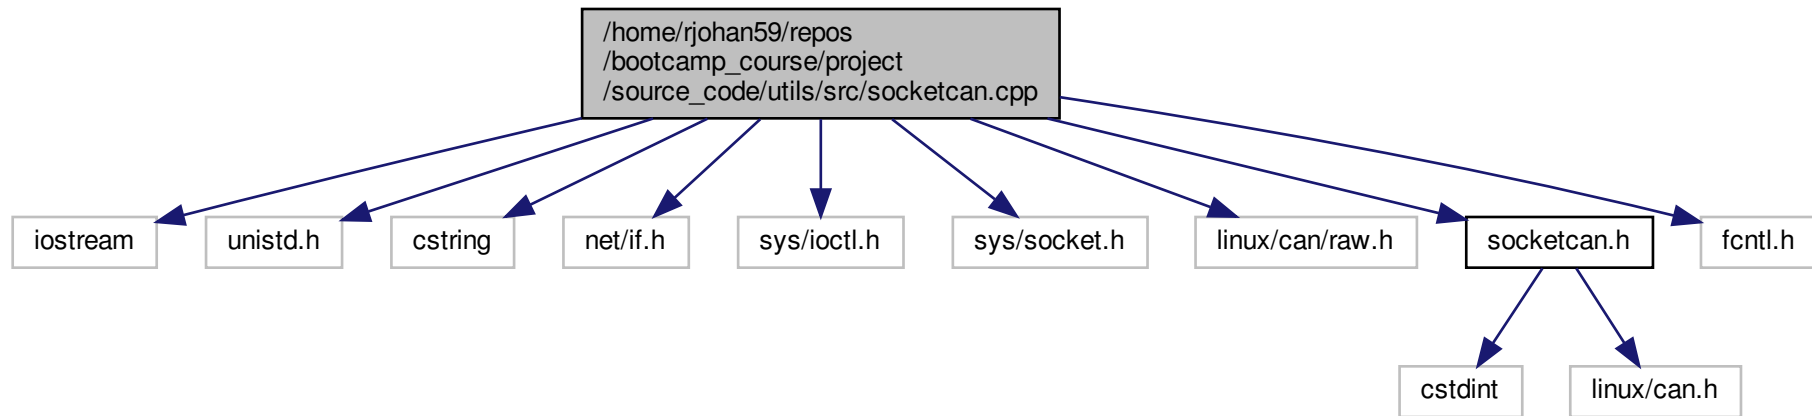 /home/rjohan59/repos
/bootcamp_course/project
/source_code/utils/src/socketcan.cpp
iostream
unistd.h
cstring
net/if.h
sys/ioctl.h
sys/socket.h
linux/can/raw.h
socketcan.h
fcntl.h
cstdint
linux/can.h